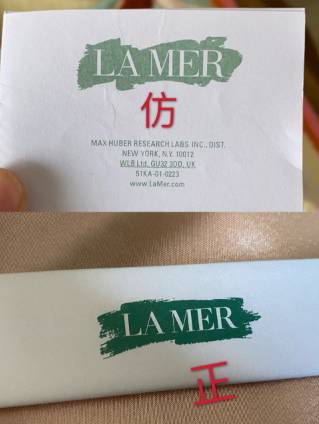 LA MER
仿
MAX HUBER RESEARCH LABS INC., DIST.
NEW YORK, N.Y. 10012
WLB Ltd, GU32 3DD, UK
51KA-01-0223
www.LaMer.com
LA MER
正